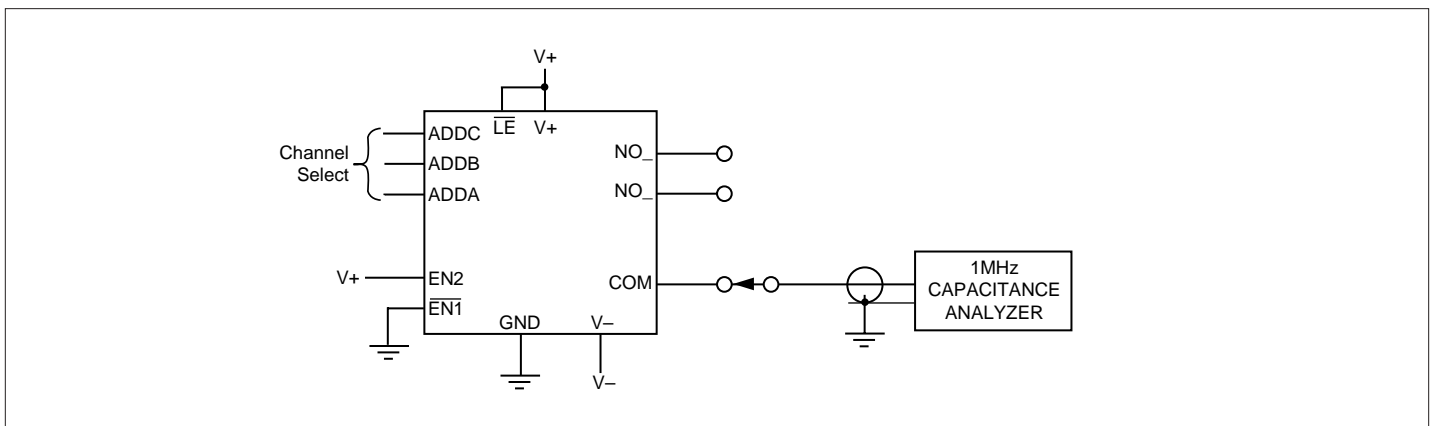 V+
LE V+
ADDC
ADDB
ADDA
Channel
Select
NO_
NO_
V+
EN2
EN1
COM
GND
V–
V–
1MHz
CAPACITANCE
ANALYZER